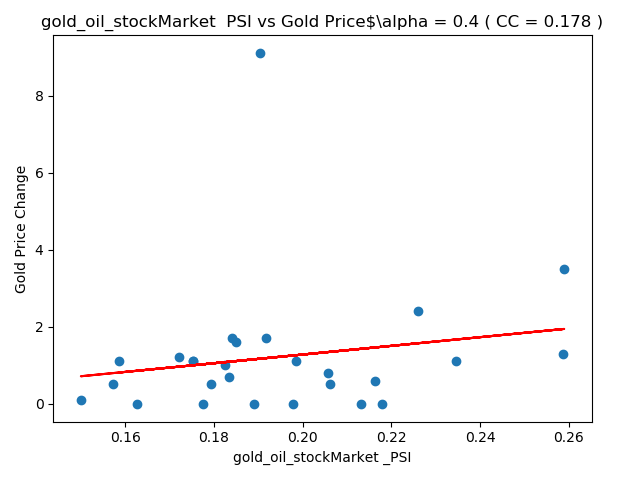 gold_oil_stockMarket  PSI vs Gold Price$\alpha = 0.4 ( CC = 0.178 )
Gold Price Change
8
6
4
2
0
0.16 0.18 0.20 0.22 0.24 0.26
gold_oil_stockMarket _PSI